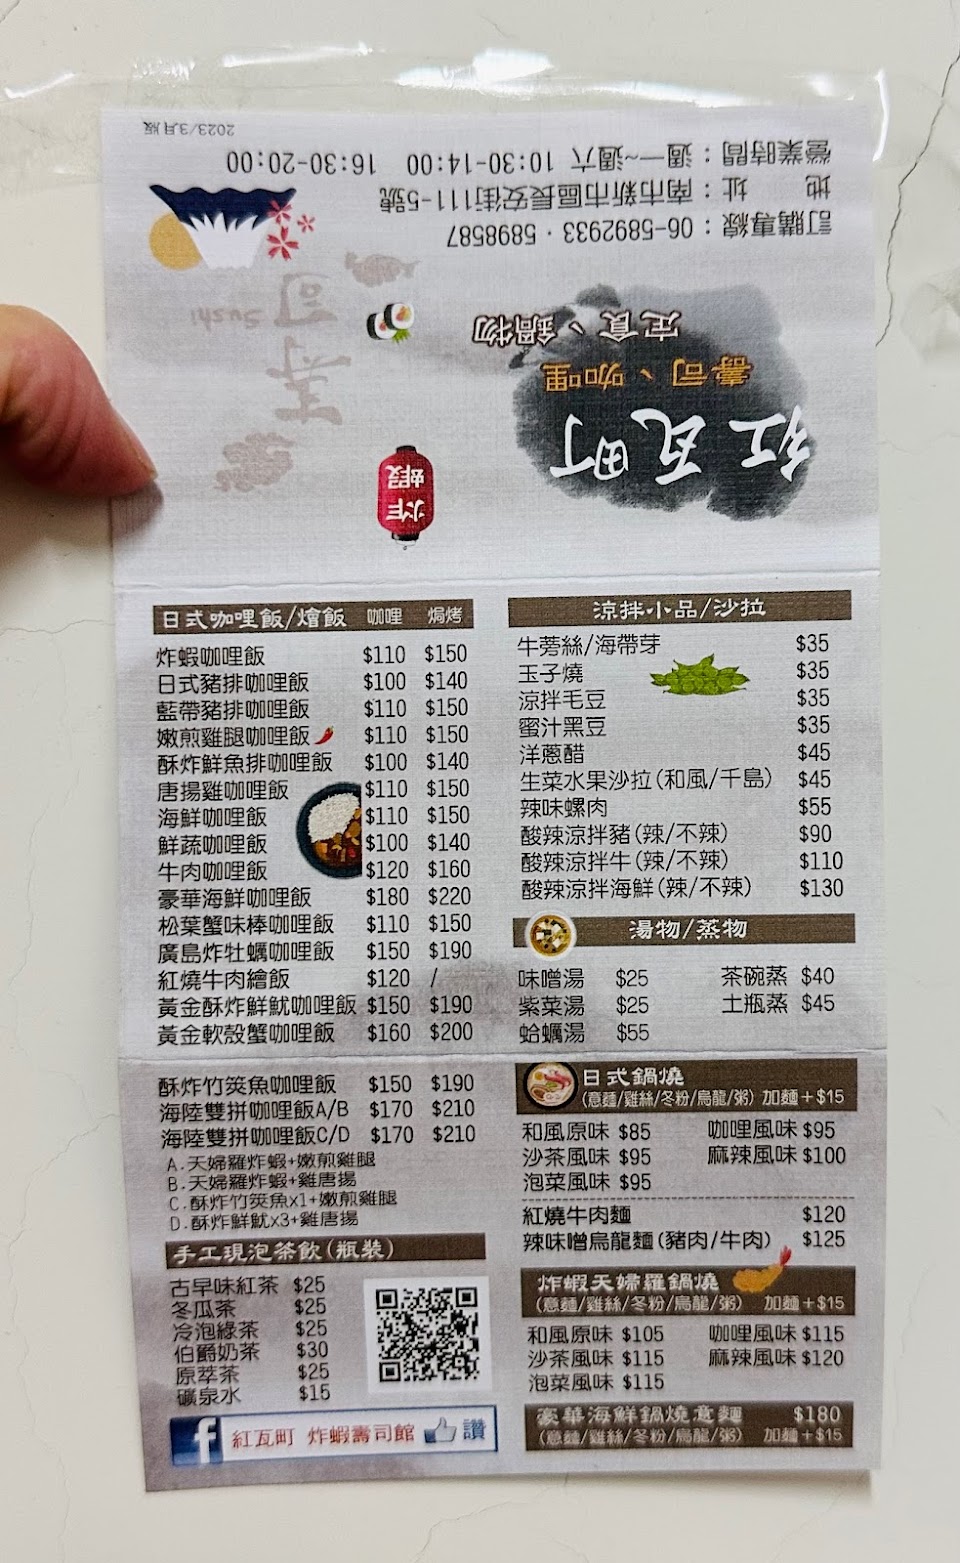 紅瓦町
壽司、咖哩
定食、鍋物
炸蝦
壽司
Sushi
訂購專線：06-5892933・5898587
地　　址：南市新市區長安街111-5號
營業時間：週一~週六 10:30-14:00　16:30-20:00
2023/3月版
日式咖哩飯/燴飯　咖哩　焗烤
炸蝦咖哩飯 $110 $150
日式豬排咖哩飯 $100 $140
藍帶豬排咖哩飯 $110 $150
嫩煎雞腿咖哩飯 $110 $150
酥炸鮮魚排咖哩飯 $100 $140
唐揚雞咖哩飯 $110 $150
海鮮咖哩飯 $110 $150
鮮蔬咖哩飯 $100 $140
牛肉咖哩飯 $120 $160
豪華海鮮咖哩飯 $180 $220
松葉蟹味棒咖哩飯 $110 $150
廣島炸牡蠣咖哩飯 $150 $190
紅燒牛肉繪飯 $120 /
黃金酥炸鮮魷咖哩飯 $150 $190
黃金軟殼蟹咖哩飯 $160 $200
酥炸竹筴魚咖哩飯 $150 $190
海陸雙拼咖哩飯A/B $170 $210
海陸雙拼咖哩飯C/D $170 $210
A.天婦羅炸蝦+嫩煎雞腿
B.天婦羅炸蝦+雞唐揚
C.酥炸竹筴魚x1+嫩煎雞腿
D.酥炸鮮魷x3+雞唐揚
手工現泡茶飲(瓶裝)
古早味紅茶 $25
冬瓜茶 $25
冷泡綠茶 $25
伯爵奶茶 $30
原萃茶 $25
礦泉水 $15
f 紅瓦町 炸蝦壽司館 讚
涼拌小品/沙拉
牛蒡絲/海帶芽 $35
玉子燒 $35
涼拌毛豆 $35
蜜汁黑豆 $35
洋蔥醋 $45
生菜水果沙拉(和風/千島) $45
辣味螺肉 $55
酸辣涼拌豬(辣/不辣) $90
酸辣涼拌牛(辣/不辣) $110
酸辣涼拌海鮮(辣/不辣) $130
湯物/蒸物
味噌湯 $25 茶碗蒸 $40
紫菜湯 $25 土瓶蒸 $45
蛤蠣湯 $55
日式鍋燒
(意麵/雞絲/冬粉/烏龍/粥) 加麵+$15
和風原味 $85 咖哩風味 $95
沙茶風味 $95 麻辣風味 $100
泡菜風味 $95
紅燒牛肉麵 $120
辣味噌烏龍麵(豬肉/牛肉) $125
炸蝦天婦羅鍋燒
(意麵/雞絲/冬粉/烏龍/粥) 加麵+$15
和風原味 $105 咖哩風味 $115
沙茶風味 $115 麻辣風味 $120
泡菜風味 $115
豪華海鮮鍋燒意麵 $180
(意麵/雞絲/冬粉/烏龍/粥) 加麵+$15